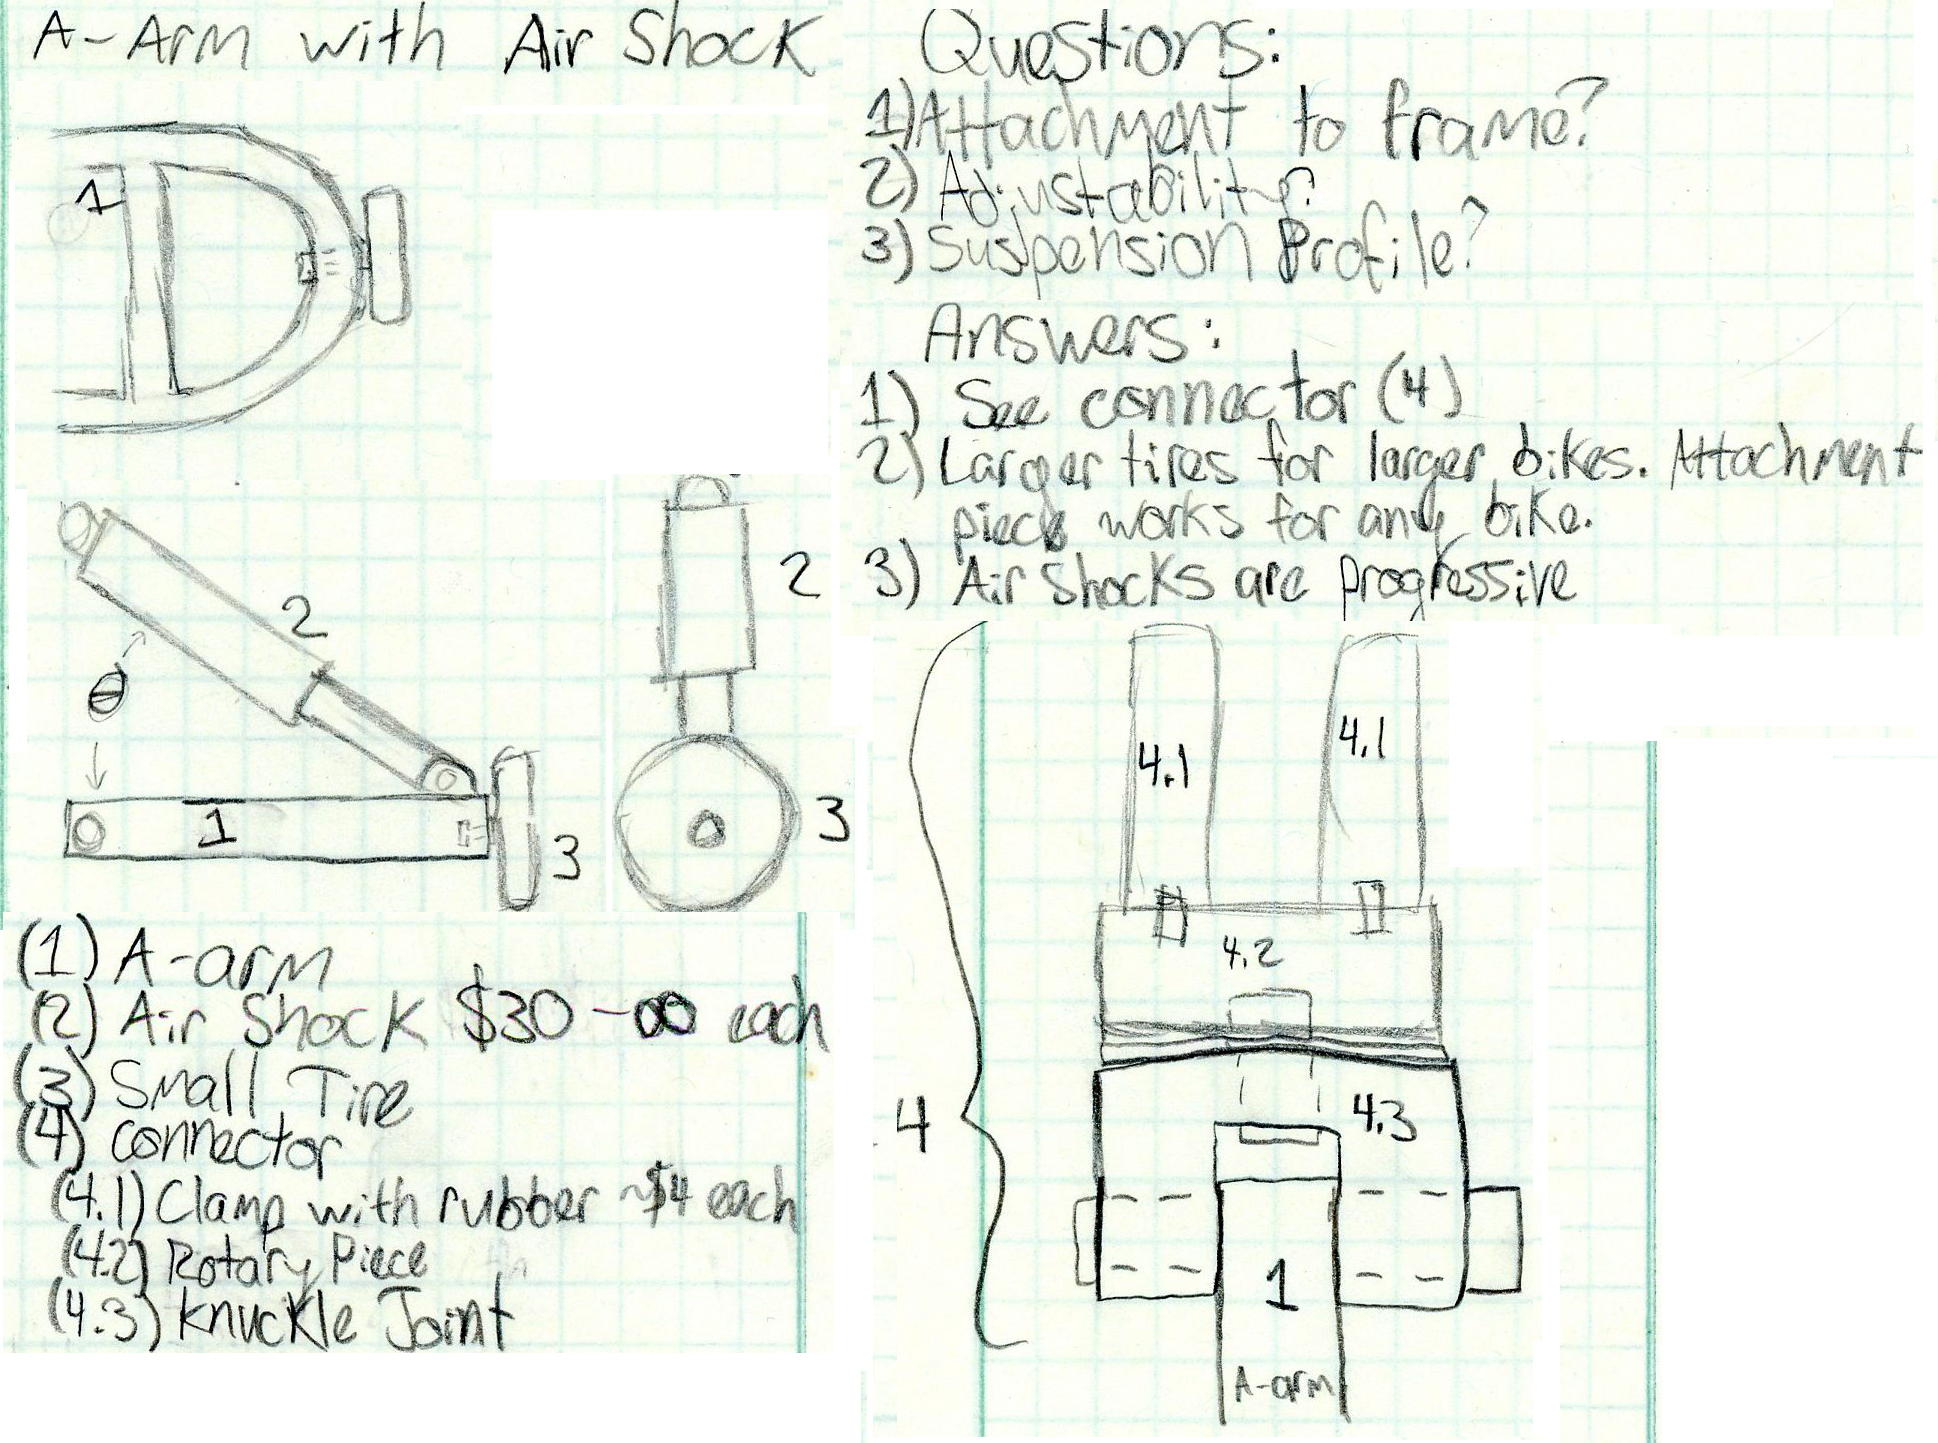 A-Arm with Air Shock
1
2
θ
1
3
2
3
(1) A-arm
(2) Air Shock $30-∞ each
(3) Small Tire
(4) connector
(4.1) Clamp with rubber ~$4 each
(4.2) Rotary Piece
(4.3) Knuckle Joint
Questions:
1) Attachment to frame?
2) Adjustability?
3) Suspension Profile?
Answers:
1) See connector (4)
2) Larger tires for larger bikes. Attachment
piece works for any bike.
3) Air Shocks are progressive
4.1
4.1
4.2
4
4.3
1
A-arm